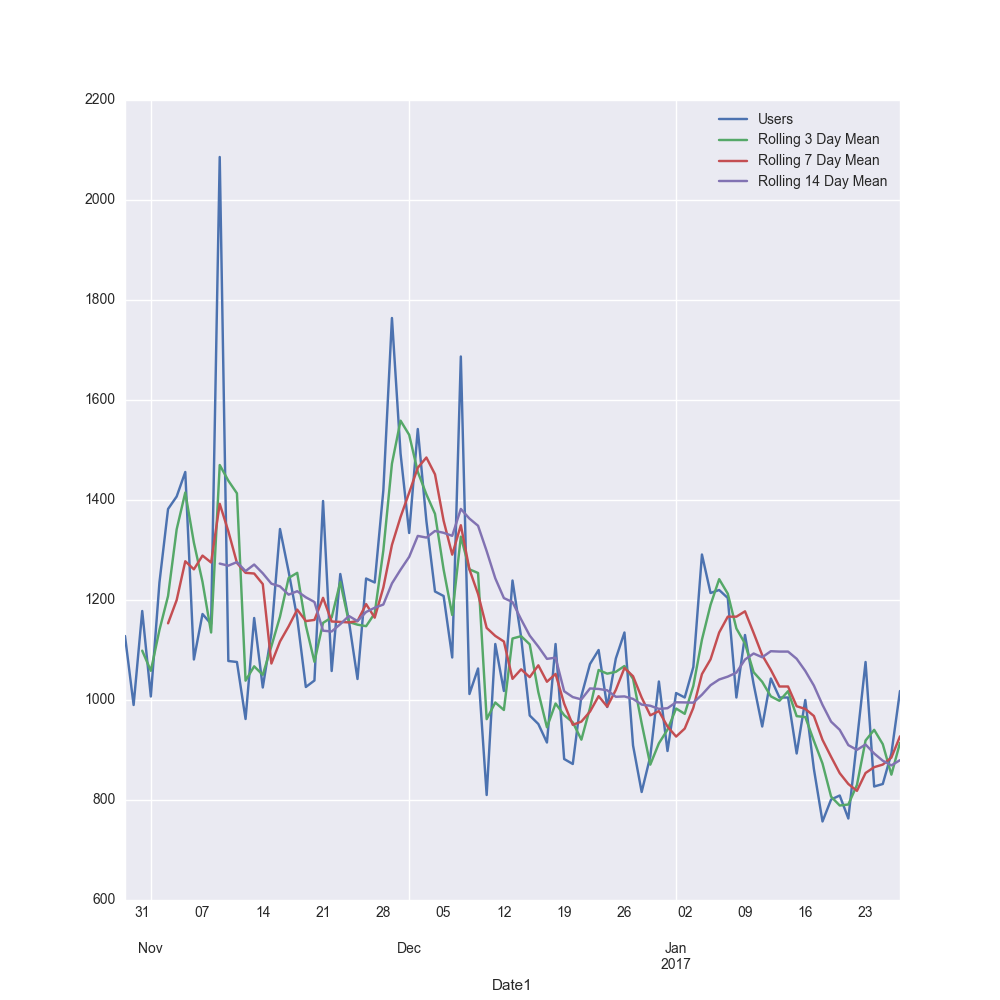 2200
2000
1800
1600
1400
1200
1000
800
600
Users
Rolling 3 Day Mean
Rolling 7 Day Mean
Rolling 14 Day Mean
31 07 14 21 28 05 12 19 26 02 09 16 23
Nov Dec Jan
2017
Date1